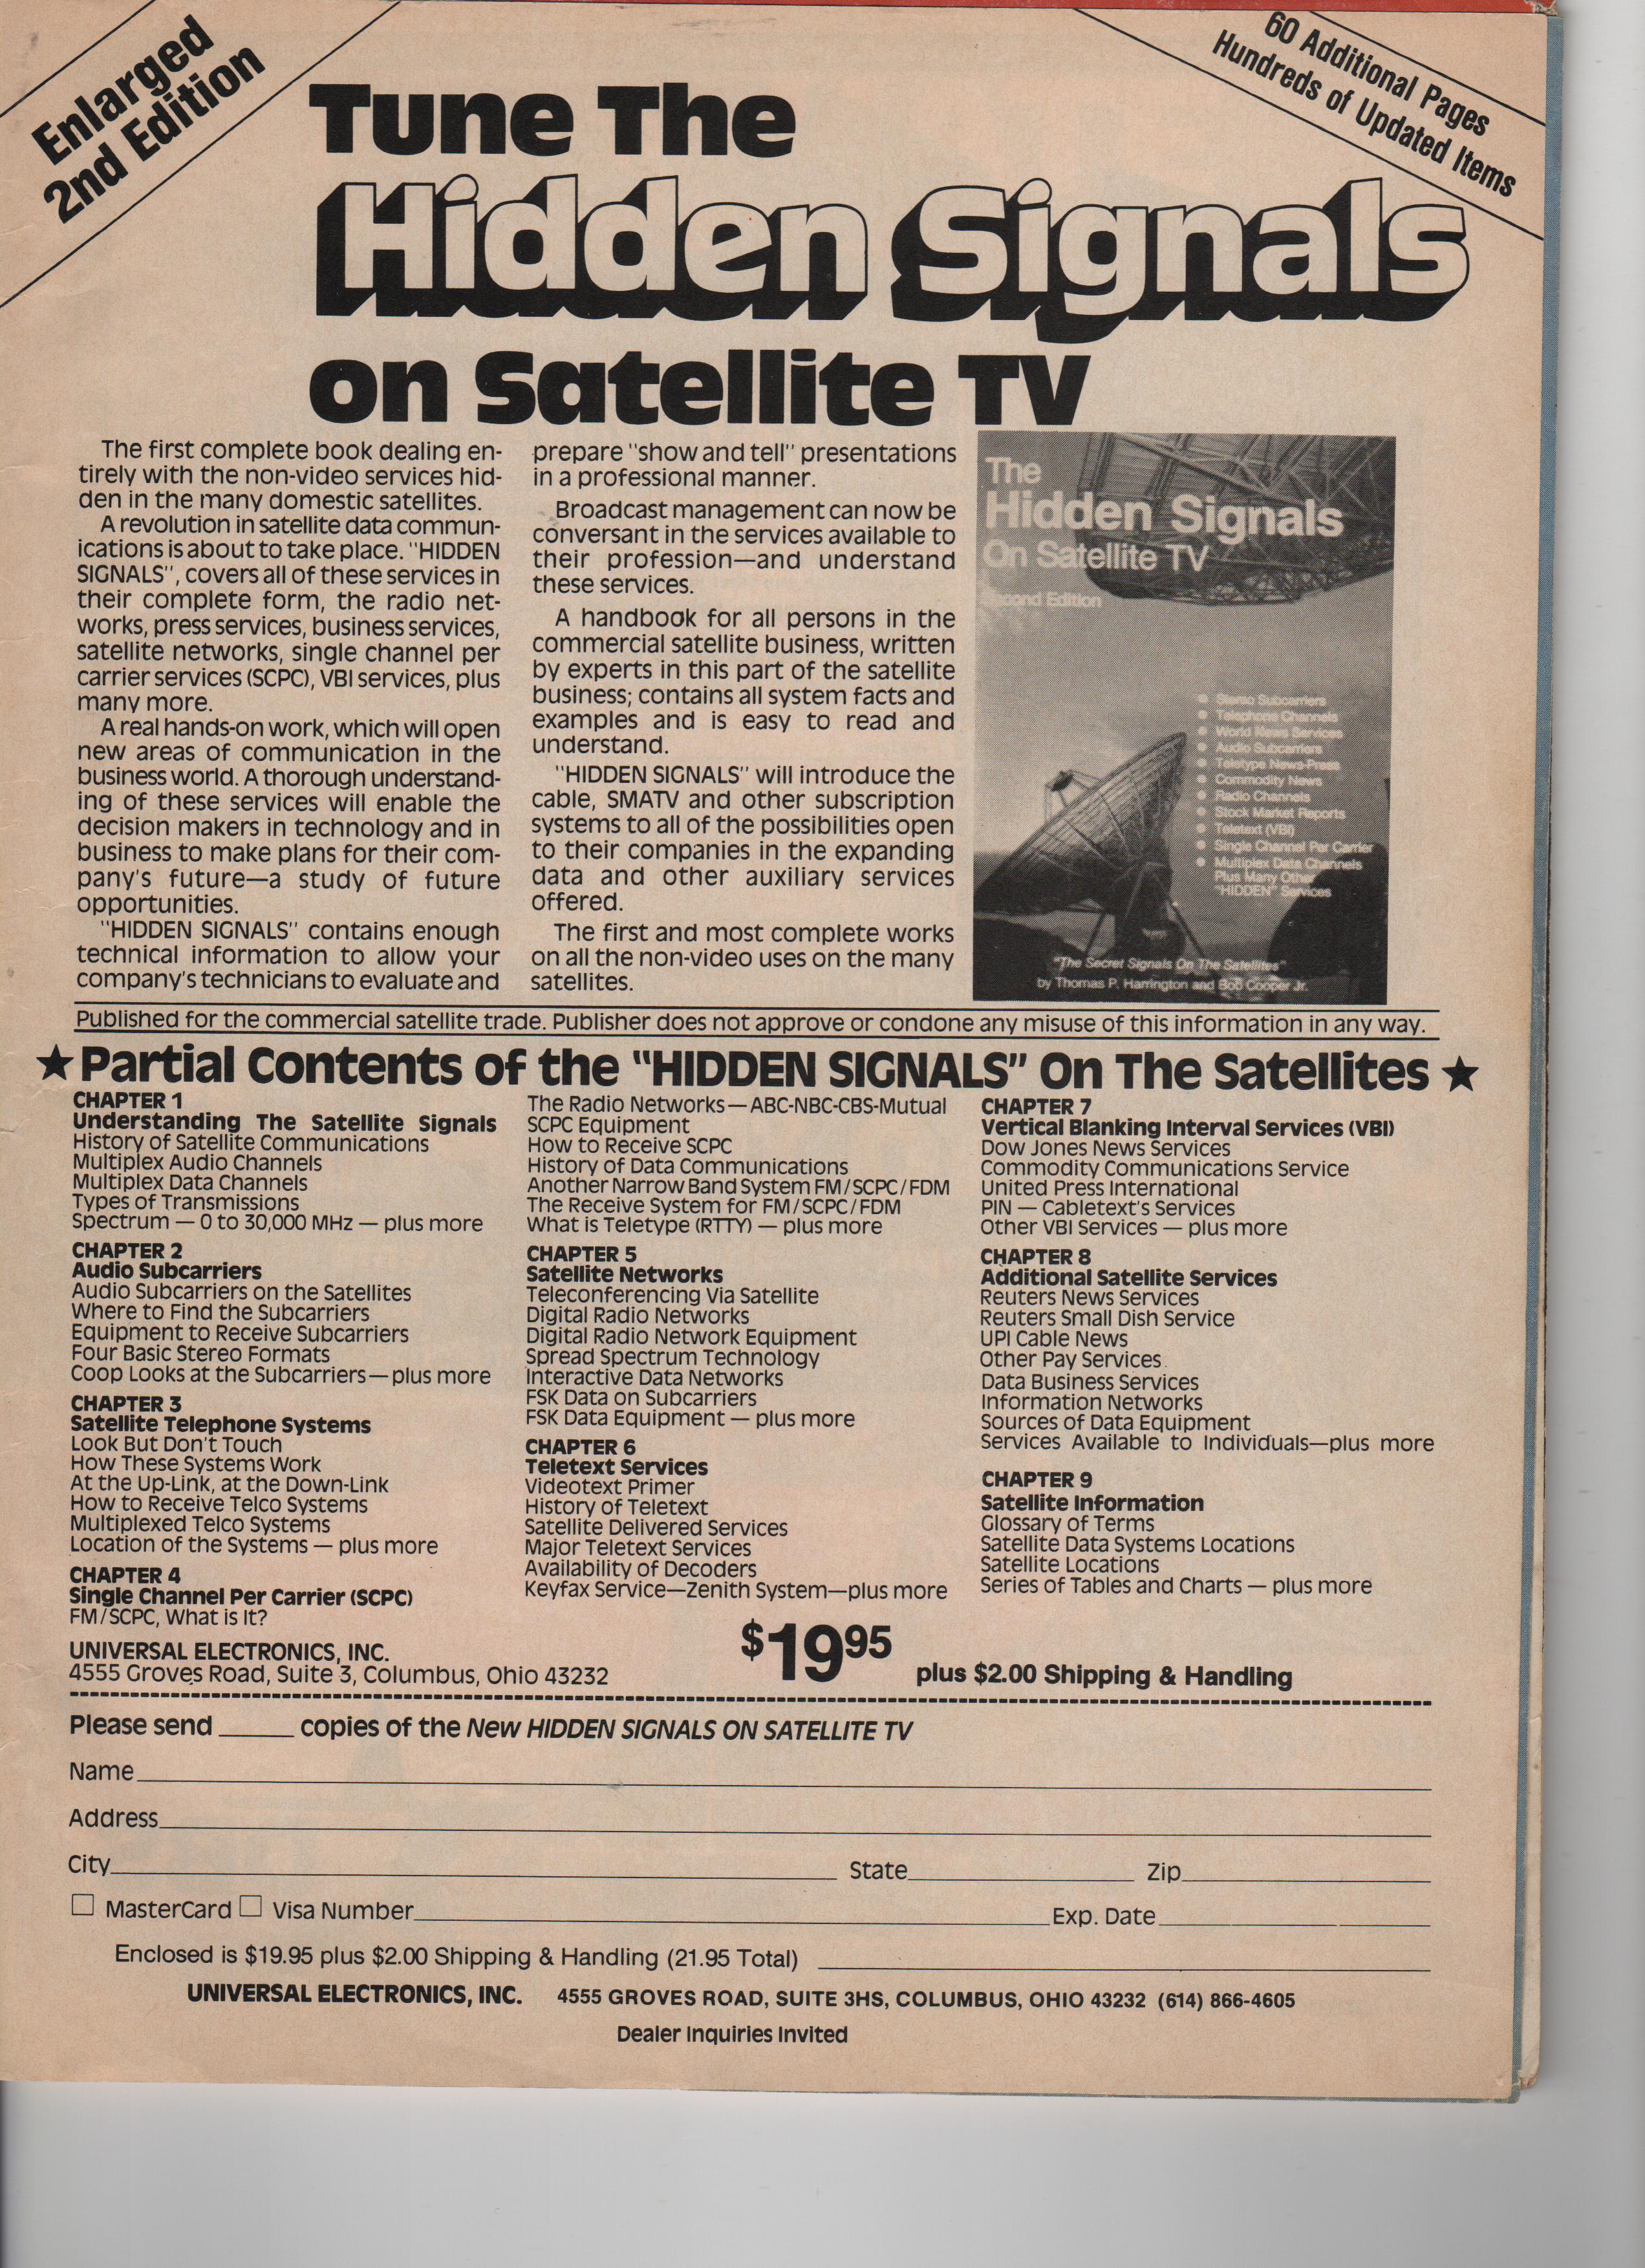 Enlarged
2nd Edition
60 Additional Pages
Hundreds of Updated Items
Tune The
Hidden Signals
on Satellite TV
The first complete book dealing en-
tirely with the non-video services hid-
den in the many domestic satellites.
A revolution in satellite data commun-
ications is about to take place. "HIDDEN
SIGNALS", covers all of these services in
their complete form, the radio net-
works, press services, business services,
satellite networks, single channel per
carrier services (SCPC), VBI services, plus
many more.
A real hands-on work, which will open
new areas of communication in the
business world. A thorough understand-
ing of these services will enable the
decision makers in technology and in
business to make plans for their com-
pany's future—a study of future
opportunities.
"HIDDEN SIGNALS" contains enough
technical information to allow your
company's technicians to evaluate and
prepare "show and tell" presentations
in a professional manner.
Broadcast management can now be
conversant in the services available to
their profession—and understand
these services.
A handbook for all persons in the
commercial satellite business, written
by experts in this part of the satellite
business; contains all system facts and
examples and is easy to read and
understand.
"HIDDEN SIGNALS" will introduce the
cable, SMATV and other subscription
systems to all of the possibilities open
to their companies in the expanding
data and other auxiliary services
offered.
The first and most complete works
on all the non-video uses on the many
satellites.
The
Hidden Signals
On Satellite TV
Second Edition
Stereo Subcarriers
Telephone Channels
World News Services
Audio Subcarriers
Teletype News-Press
Commodity News
Radio Channels
Stock Market Reports
Teletext (VBI)
Single Channel Per Carrier
Multiplex Data Channels
Plus Many Other
"HIDDEN" Services
"The Secret Signals On The Satellites"
by Thomas P. Harrington and Bob Cooper Jr.
Published for the commercial satellite trade. Publisher does not approve or condone any misuse of this information in any way.
★ Partial Contents of the "HIDDEN SIGNALS" On The Satellites ★
CHAPTER 1
Understanding The Satellite Signals
History of Satellite Communications
Multiplex Audio Channels
Multiplex Data Channels
Types of Transmissions
Spectrum — 0 to 30,000 MHz — plus more
CHAPTER 2
Audio Subcarriers
Audio Subcarriers on the Satellites
Where to Find the Subcarriers
Equipment to Receive Subcarriers
Four Basic Stereo Formats
Coop Looks at the Subcarriers — plus more
CHAPTER 3
Satellite Telephone Systems
Look But Don't Touch
How These Systems Work
At the Up-Link, at the Down-Link
How to Receive Telco Systems
Multiplexed Telco Systems
Location of the Systems — plus more
CHAPTER 4
Single Channel Per Carrier (SCPC)
FM/SCPC, What is It?
The Radio Networks — ABC-NBC-CBS-Mutual
SCPC Equipment
How to Receive SCPC
History of Data Communications
Another Narrow Band System FM/SCPC/FDM
The Receive System for FM/SCPC/FDM
What is Teletype (RTTY) — plus more
CHAPTER 5
Satellite Networks
Teleconferencing Via Satellite
Digital Radio Networks
Digital Radio Network Equipment
Spread Spectrum Technology
Interactive Data Networks
FSK Data on Subcarriers
FSK Data Equipment — plus more
CHAPTER 6
Teletext Services
Videotext Primer
History of Teletext
Satellite Delivered Services
Major Teletext Services
Availability of Decoders
Keyfax Service—Zenith System—plus more
CHAPTER 7
Vertical Blanking Interval Services (VBI)
Dow Jones News Services
Commodity Communications Service
United Press International
PIN — Cabletext's Services
Other VBI Services — plus more
CHAPTER 8
Additional Satellite Services
Reuters News Services
Reuters Small Dish Service
UPI Cable News
Other Pay Services
Data Business Services
Information Networks
Sources of Data Equipment
Services Available to Individuals—plus more
CHAPTER 9
Satellite Information
Glossary of Terms
Satellite Data Systems Locations
Satellite Locations
Series of Tables and Charts — plus more
UNIVERSAL ELECTRONICS, INC.
4555 Groves Road, Suite 3, Columbus, Ohio 43232
$19.95 plus $2.00 Shipping & Handling
Please send ______ copies of the New HIDDEN SIGNALS ON SATELLITE TV
Name
Address
City State Zip
☐ MasterCard ☐ Visa Number Exp. Date
Enclosed is $19.95 plus $2.00 Shipping & Handling (21.95 Total)
UNIVERSAL ELECTRONICS, INC. 4555 GROVES ROAD, SUITE 3HS, COLUMBUS, OHIO 43232 (614) 866-4605
Dealer Inquiries Invited